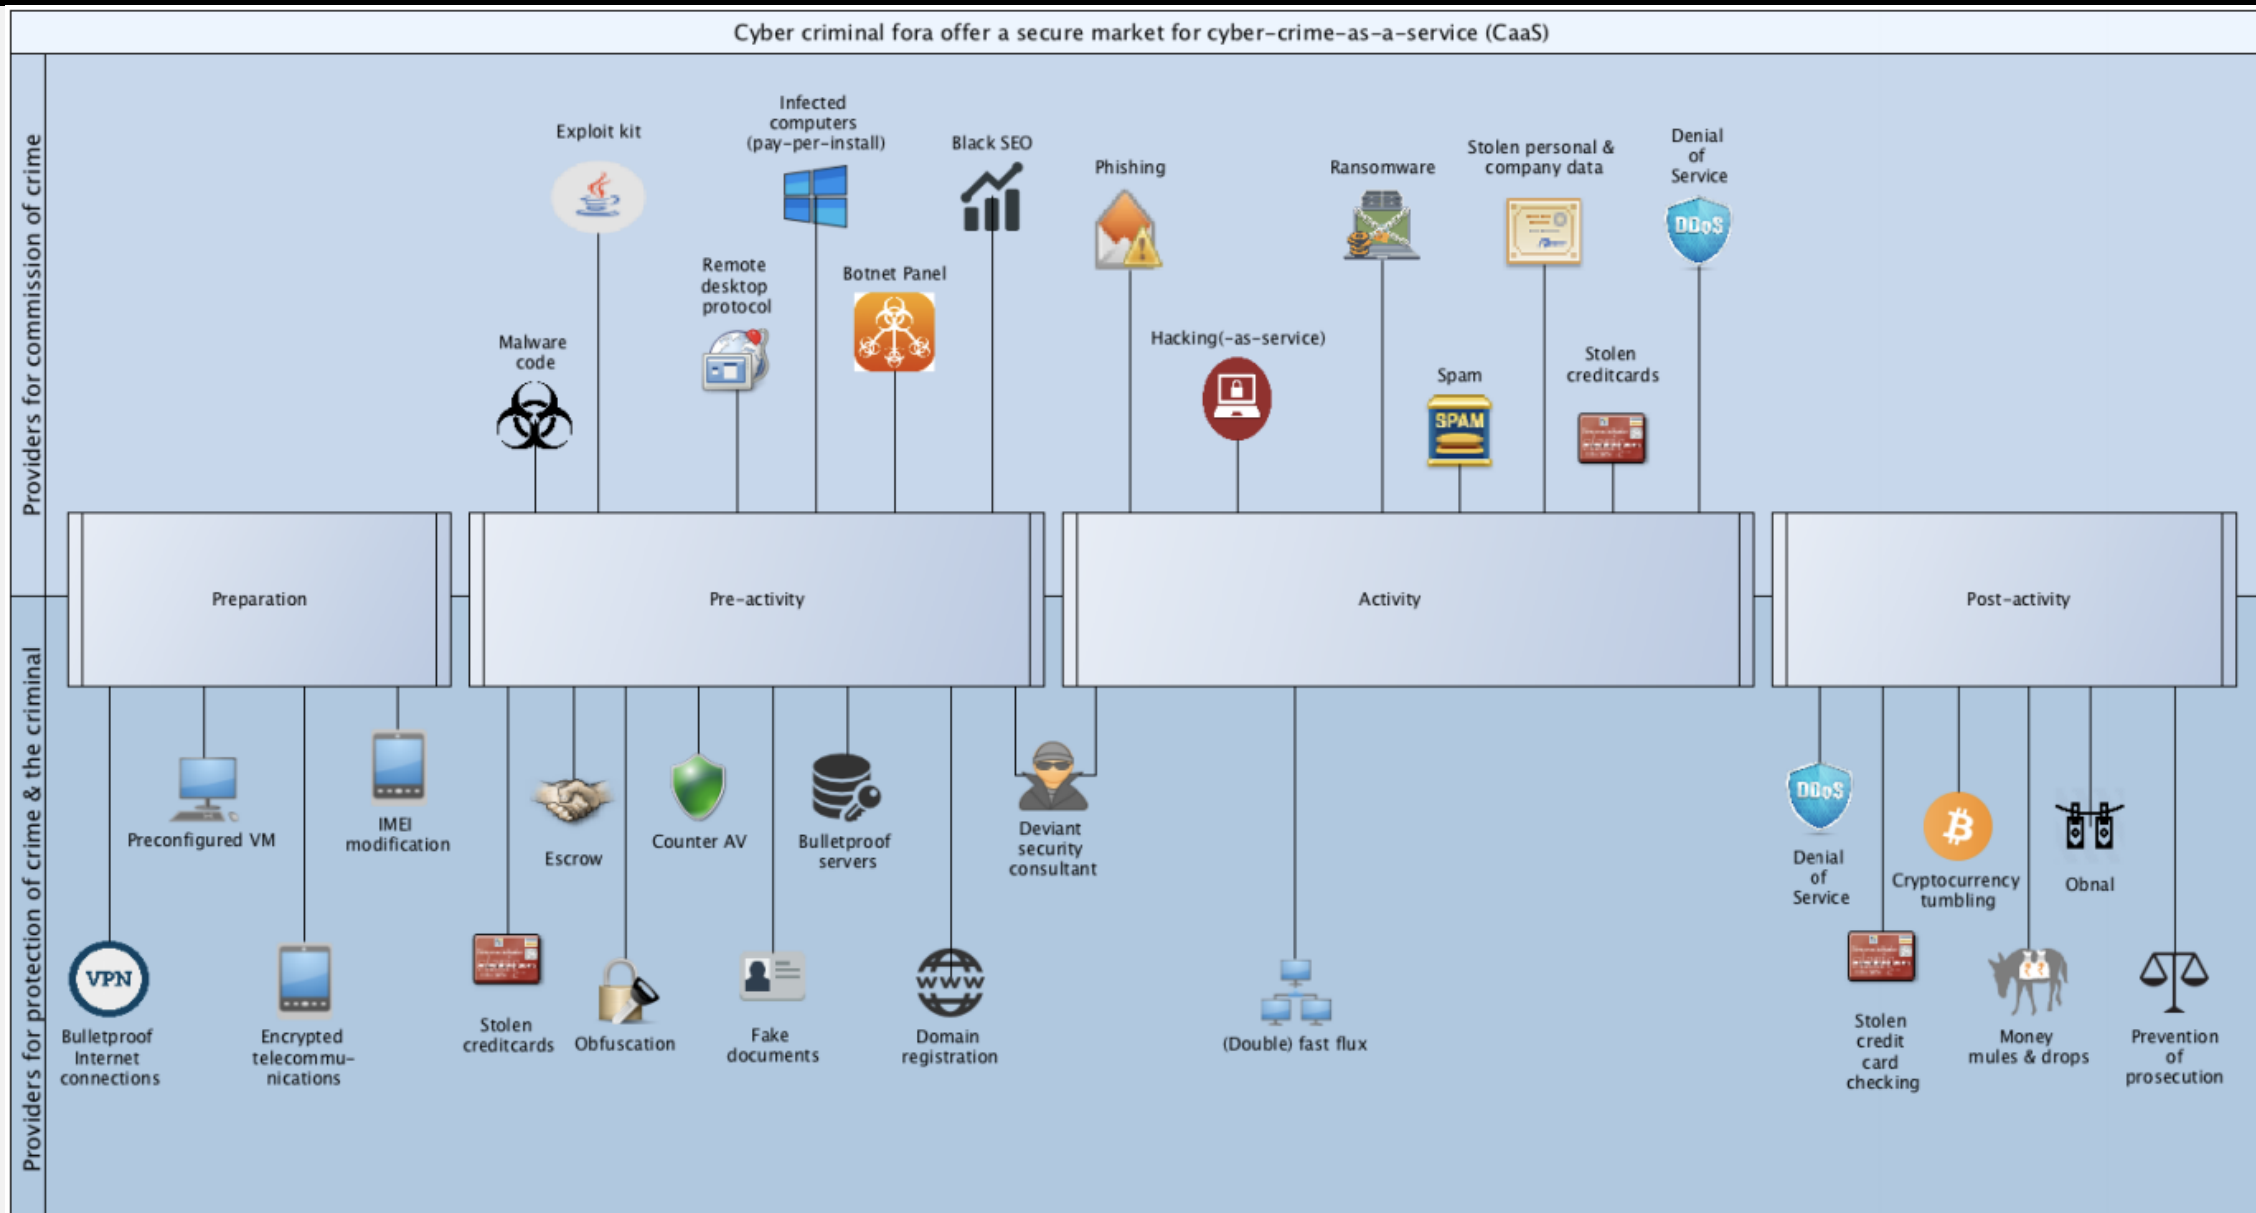 Cyber criminal fora offer a secure market for cyber-crime-as-a-service (CaaS)
Providers for commission of crime
Exploit kit
Infected
computers
(pay-per-install)
Black SEO
Phishing
Ransomware
Stolen personal &
company data
Denial
of
Service
DDoS
Remote
desktop
protocol
Botnet Panel
Malware
code
Hacking(-as-service)
Spam
SPAM
Stolen
creditcards
Preparation
Pre-activity
Activity
Post-activity
Providers for protection of crime & the criminal
Preconfigured VM
IMEI
modification
Escrow
Counter AV
Bulletproof
servers
Deviant
security
consultant
DDoS
Denial
of
Service
Cryptocurrency
tumbling
Obnal
VPN
Bulletproof
Internet
connections
Encrypted
telecommu-
nications
Stolen
creditcards
Obfuscation
Fake
documents
www
Domain
registration
(Double) fast flux
Stolen
credit
card
checking
Money
mules & drops
Prevention
of
prosecution